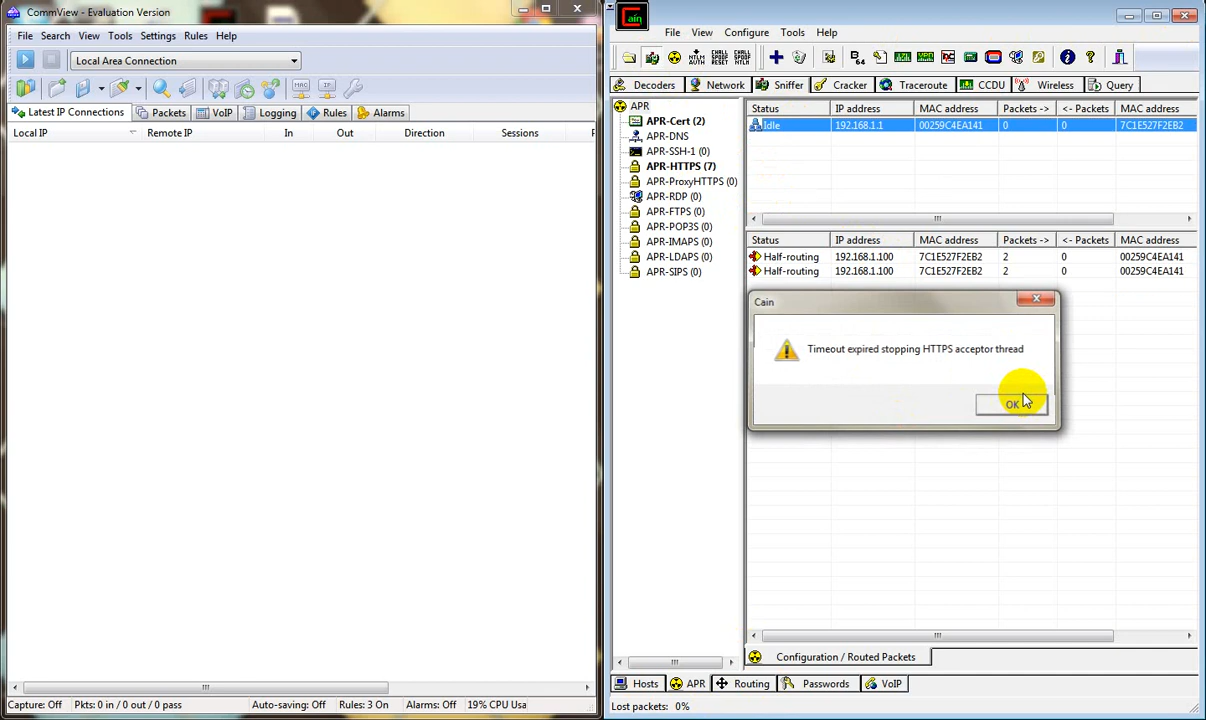 CommView - Evaluation Version
File Search View Tools Settings Rules Help
Local Area Connection
Latest IP Connections Packets VoIP Logging Rules Alarms
Local IP Remote IP In Out Direction Sessions
Capture: Off Pkts: 0 in / 0 out / 0 pass Auto-saving: Off Rules: 3 On Alarms: Off 19% CPU Usa
Cain
File View Configure Tools Help
Decoders Network Sniffer Cracker Traceroute CCDU Wireless Query
APR
APR-Cert (2)
APR-DNS
APR-SSH-1 (0)
APR-HTTPS (7)
APR-ProxyHTTPS (0)
APR-RDP (0)
APR-FTPS (0)
APR-POP3S (0)
APR-IMAPS (0)
APR-LDAPS (0)
APR-SIPS (0)
Status IP address MAC address Packets -> <- Packets MAC address
Idle 192.168.1.1 00259C4EA141 0 0 7C1E527F2EB2
Status IP address MAC address Packets -> <- Packets MAC address
Half-routing 192.168.1.100 7C1E527F2EB2 2 0 00259C4EA141
Half-routing 192.168.1.100 7C1E527F2EB2 2 0 00259C4EA141
Cain
Timeout expired stopping HTTPS acceptor thread
OK
Configuration / Routed Packets
Hosts APR Routing Passwords VoIP
Lost packets: 0%